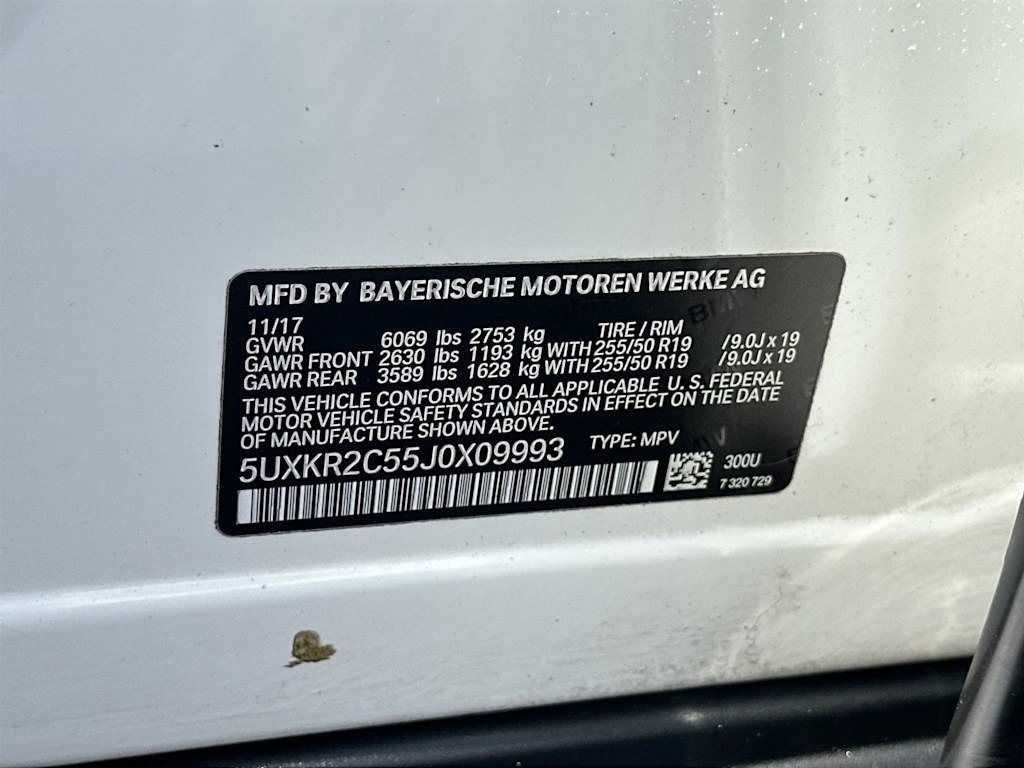 MFD BY BAYERISCHE MOTOREN WERKE AG
11/17
GVWR 6069 lbs 2753 kg TIRE / RIM
GAWR FRONT 2630 lbs 1193 kg WITH 255/50 R19 /9.0J x 19
GAWR REAR 3589 lbs 1628 kg WITH 255/50 R19 /9.0J x 19
THIS VEHICLE CONFORMS TO ALL APPLICABLE U. S. FEDERAL
MOTOR VEHICLE SAFETY STANDARDS IN EFFECT ON THE DATE
OF MANUFACTURE SHOWN ABOVE.
5UXKR2C55J0X09993 TYPE: MPV
300U
7 320 729